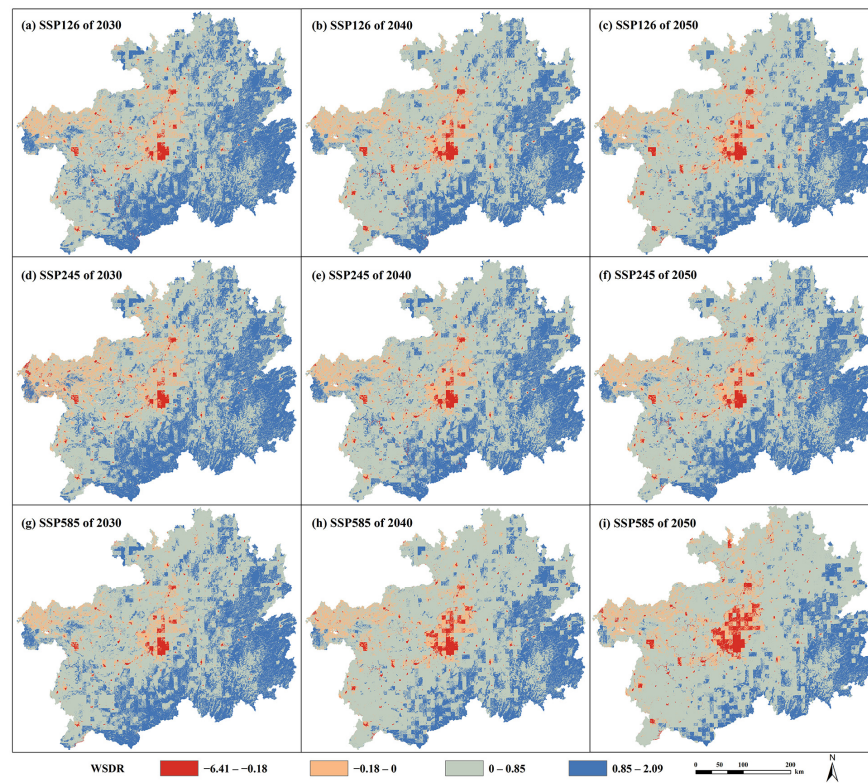 (a) SSP126 of 2030
(b) SSP126 of 2040
(c) SSP126 of 2050
(d) SSP245 of 2030
(e) SSP245 of 2040
(f) SSP245 of 2050
(g) SSP585 of 2030
(h) SSP585 of 2040
(i) SSP585 of 2050
WSDR −6.41 – −0.18 −0.18 – 0 0 – 0.85 0.85 – 2.09
0 50 100 200
km
N